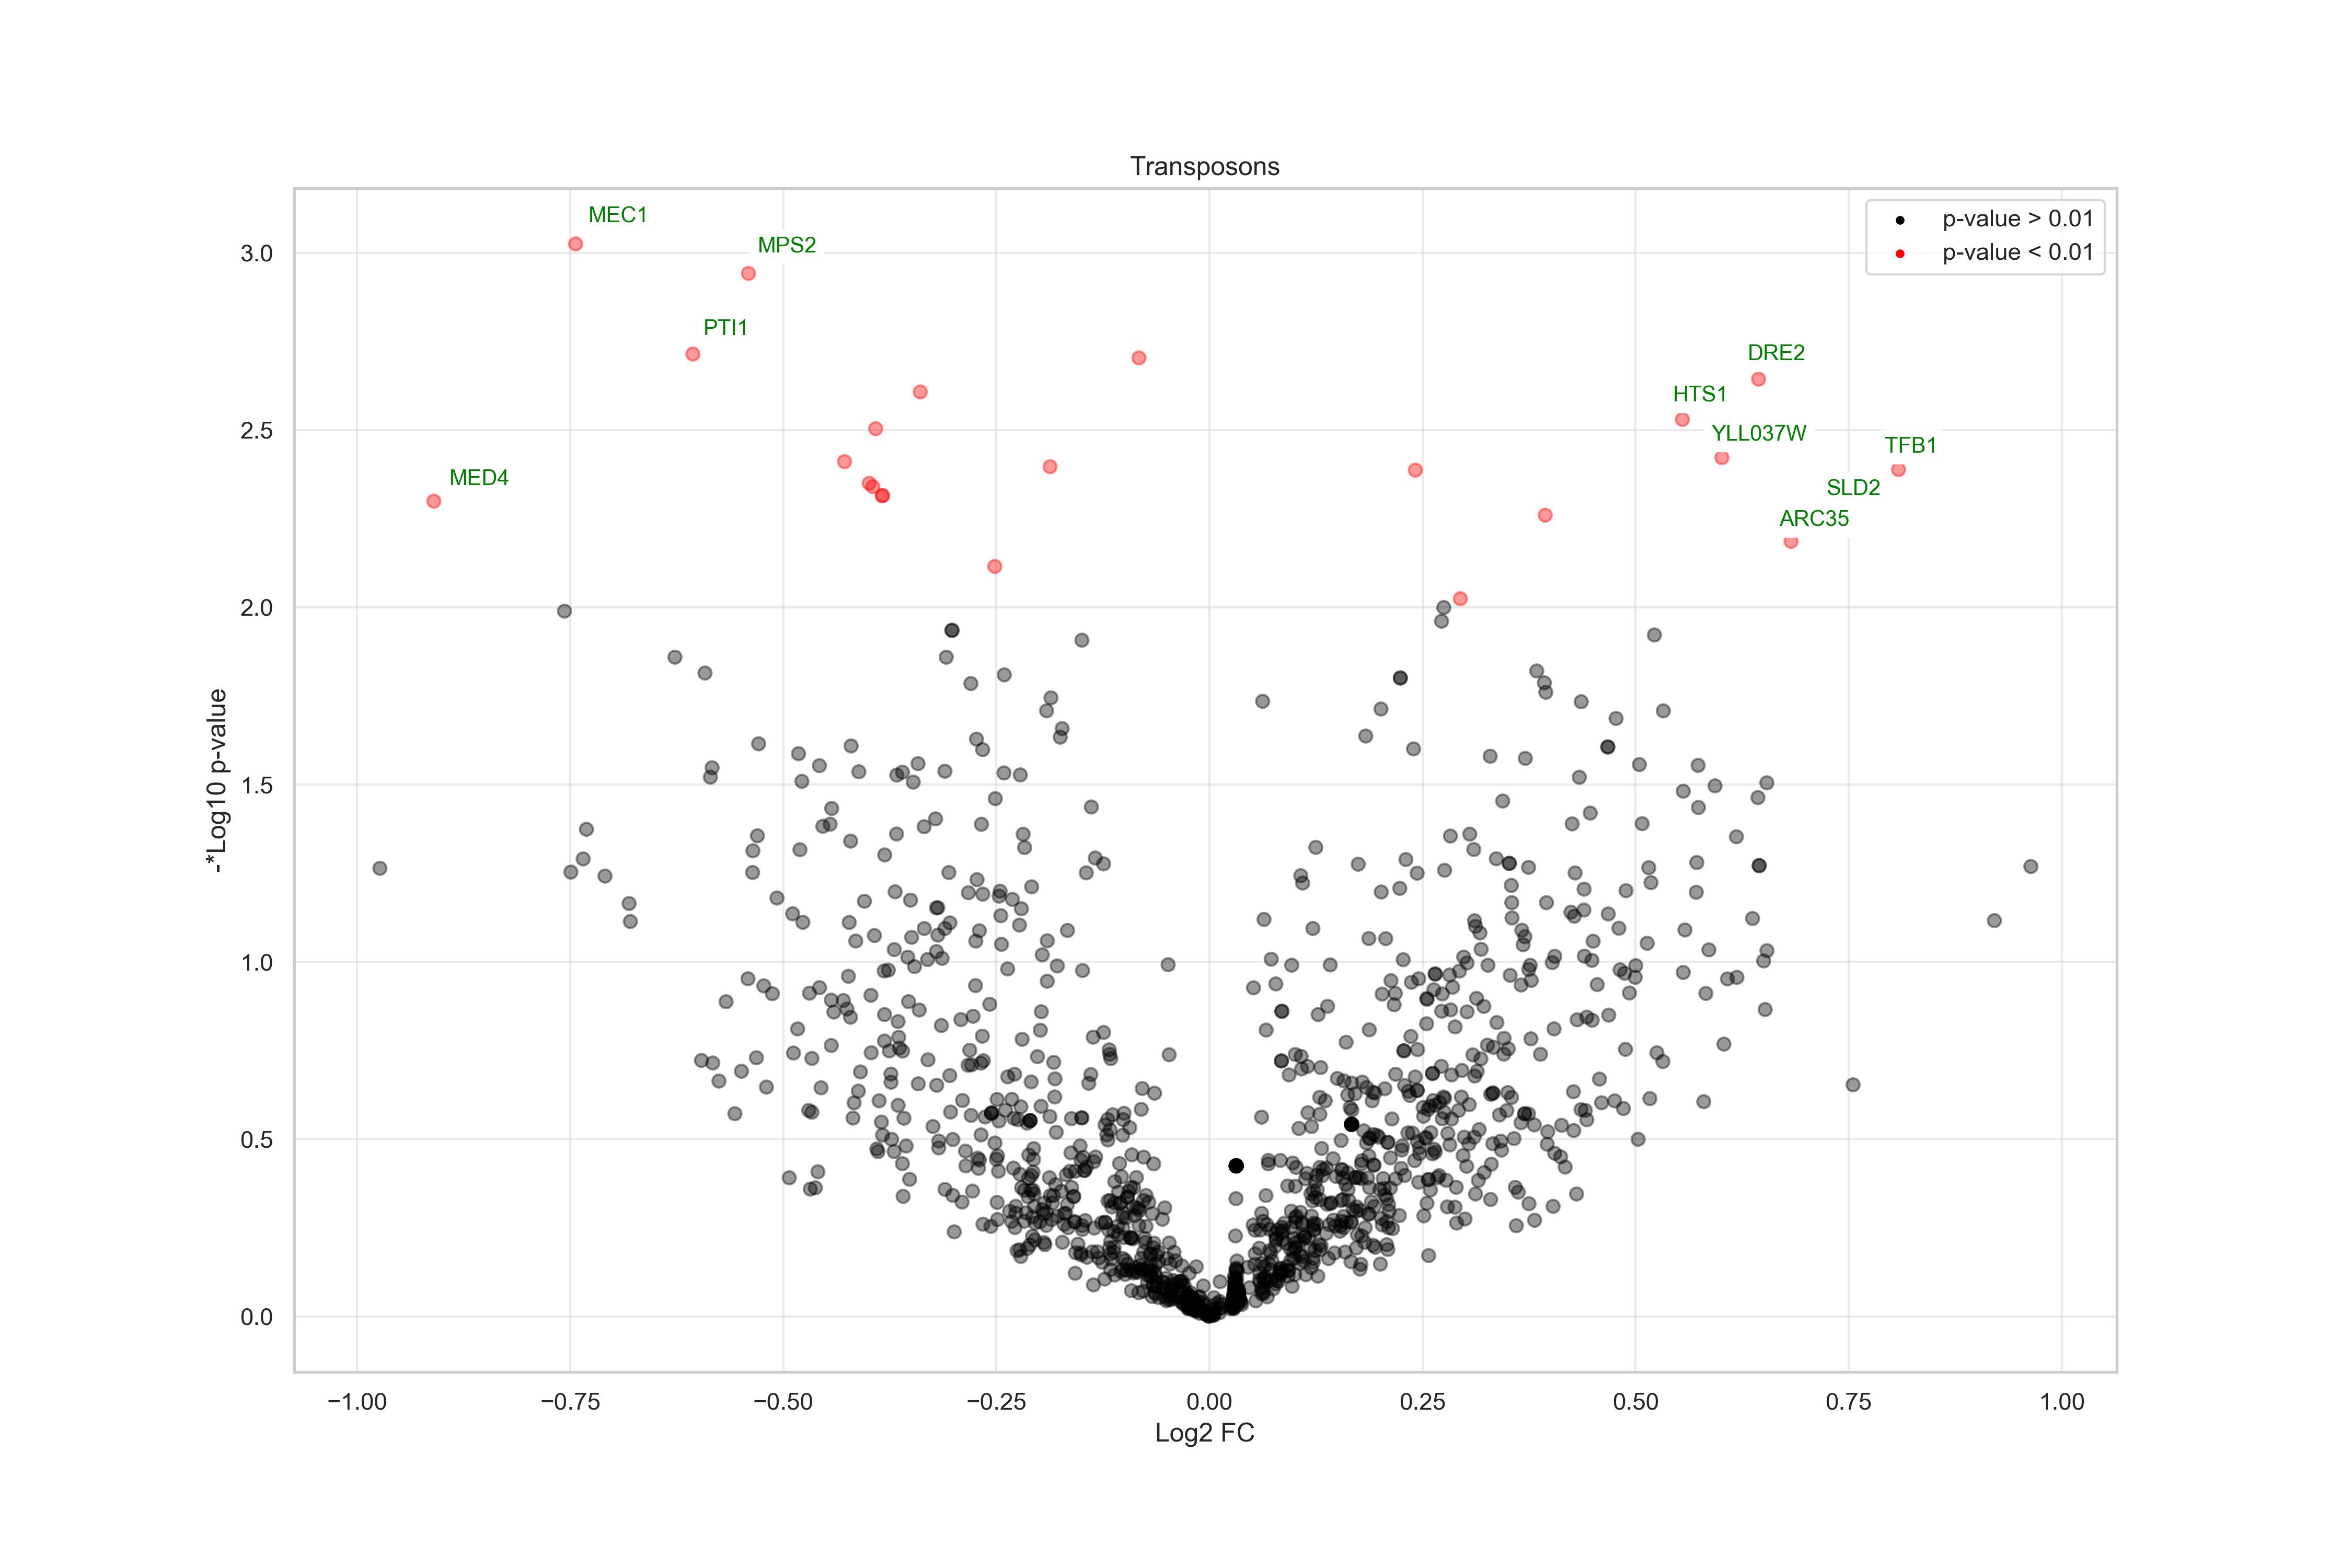 Transposons
MEC1
MPS2
PTI1
MED4
DRE2
HTS1
YLL037W
TFB1
SLD2
ARC35
p-value > 0.01
p-value < 0.01
-*Log10 p-value
3.0
2.5
2.0
1.5
1.0
0.5
0.0
−1.00 −0.75 −0.50 −0.25 0.00 0.25 0.50 0.75 1.00
Log2 FC